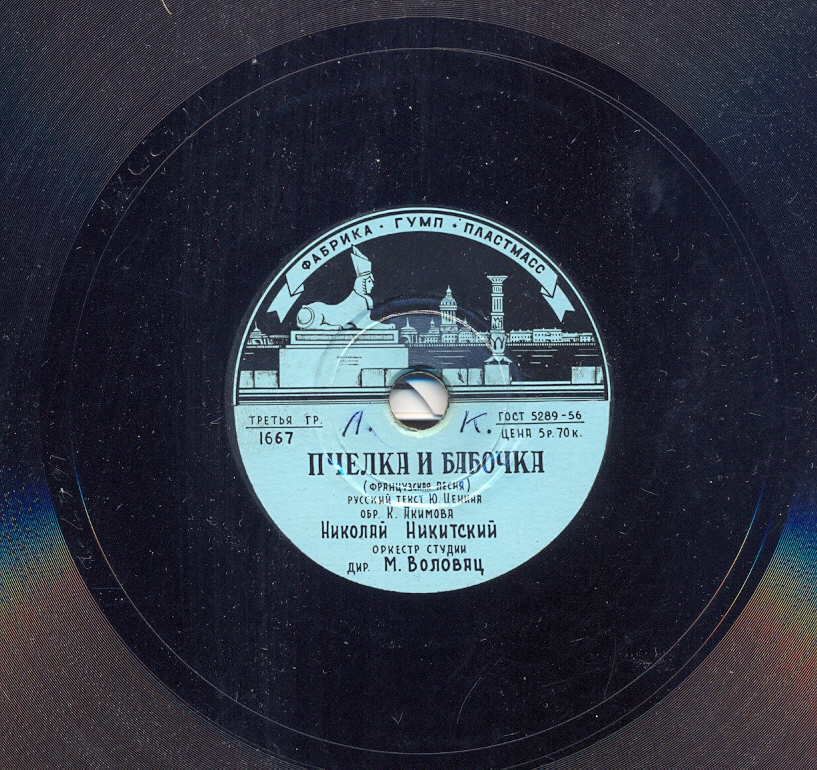 ФАБРИКА · ГУМП · ПЛАСТМАСС
ТРЕТЬЯ ГР.
1667
Л. К.
ГОСТ 5289-56
ЦЕНА 5р. 70к.
ПЧЕЛКА И БАБОЧКА
(ФРАНЦУЗСКАЯ ПЕСНЯ)
РУССКИЙ ТЕКСТ Ю. ЦЕЙТЛИНА
ОБР. К. АКИМОВА
НИКОЛАЙ НИКИТСКИЙ
ОРКЕСТР СТУДИИ
ДИР. М. ВОЛОВАЦ